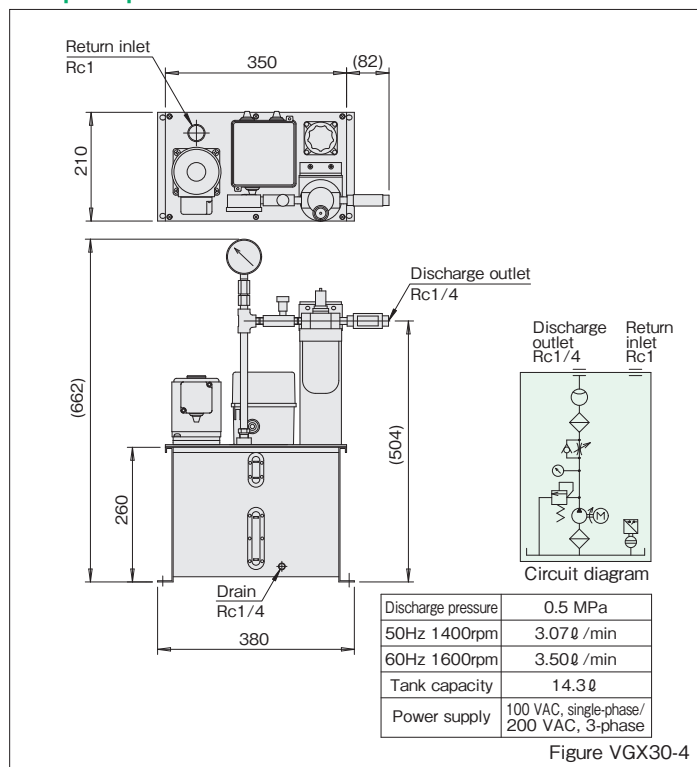 Return inlet
Rc1
350
(82)
210
Discharge outlet
Rc1/4
(662)
(504)
260
Drain
Rc1/4
380
Discharge
outlet
Rc1/4
Return
inlet
Rc1
M
Circuit diagram
Discharge pressure 0.5 MPa
50Hz 1400rpm 3.07ℓ/min
60Hz 1600rpm 3.50ℓ/min
Tank capacity 14.3ℓ
Power supply 100 VAC, single-phase/
200 VAC, 3-phase
Figure VGX30-4